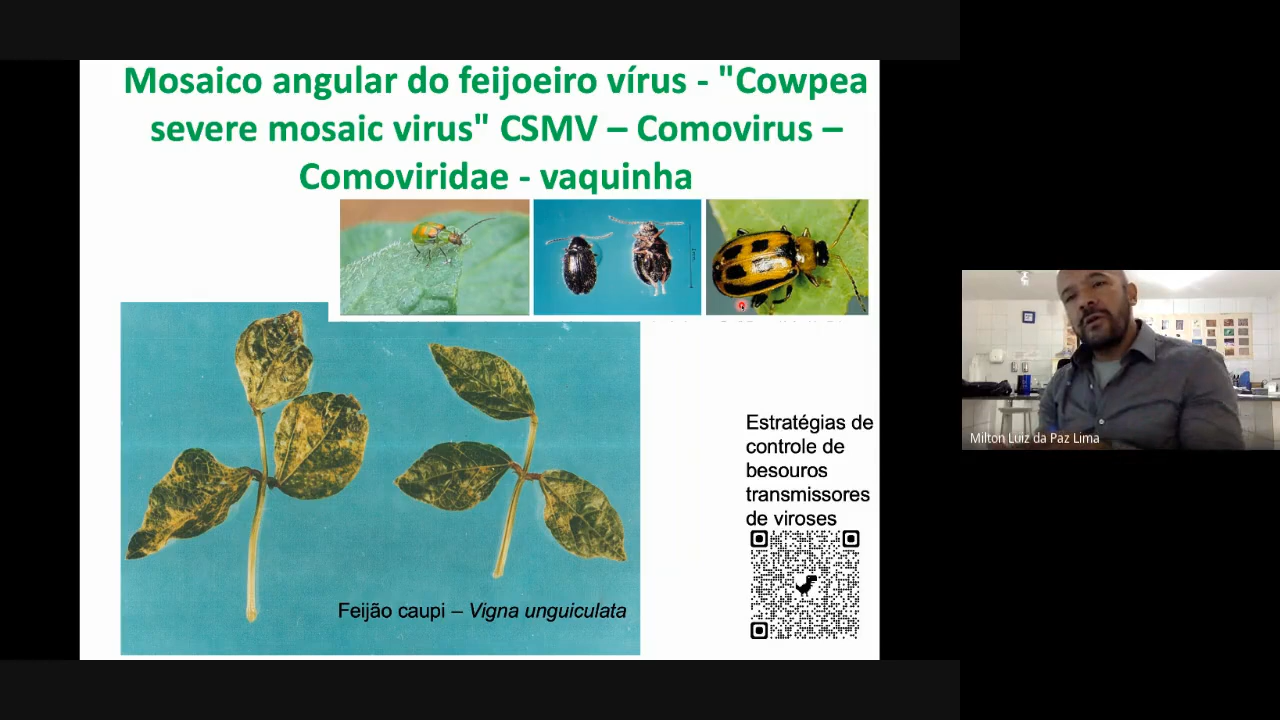 Mosaico angular do feijoeiro vírus - "Cowpea
severe mosaic virus" CSMV – Comovirus –
Comoviridae - vaquinha
Estratégias de
controle de
besouros
transmissores
de viroses
Feijão caupi – Vigna unguiculata
Milton Luiz da Paz Lima